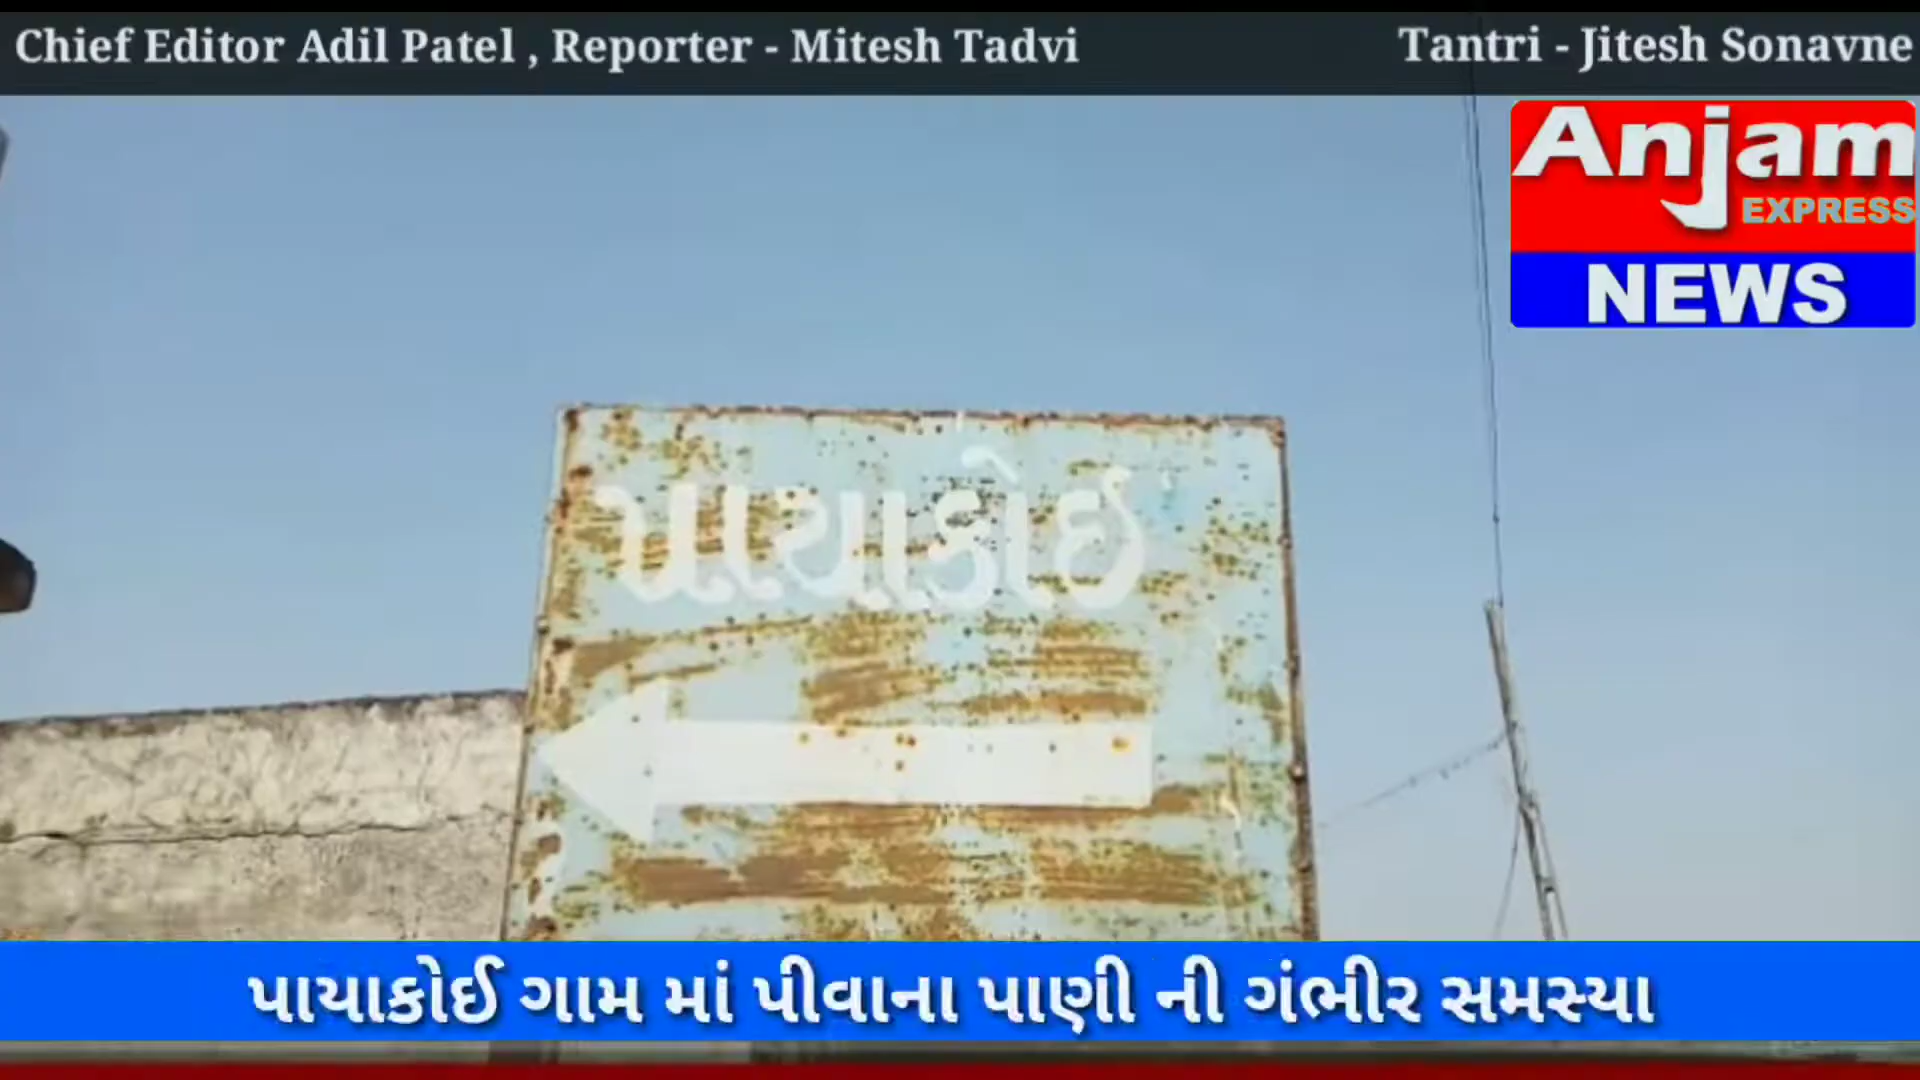 Chief Editor Adil Patel , Reporter - Mitesh Tadvi
Tantri - Jitesh Sonavne
Anjam
EXPRESS
NEWS
પાયાકોઈ
પાયાકોઈ ગામ માં પીવાના પાણી ની ગંભીર સમસ્યા